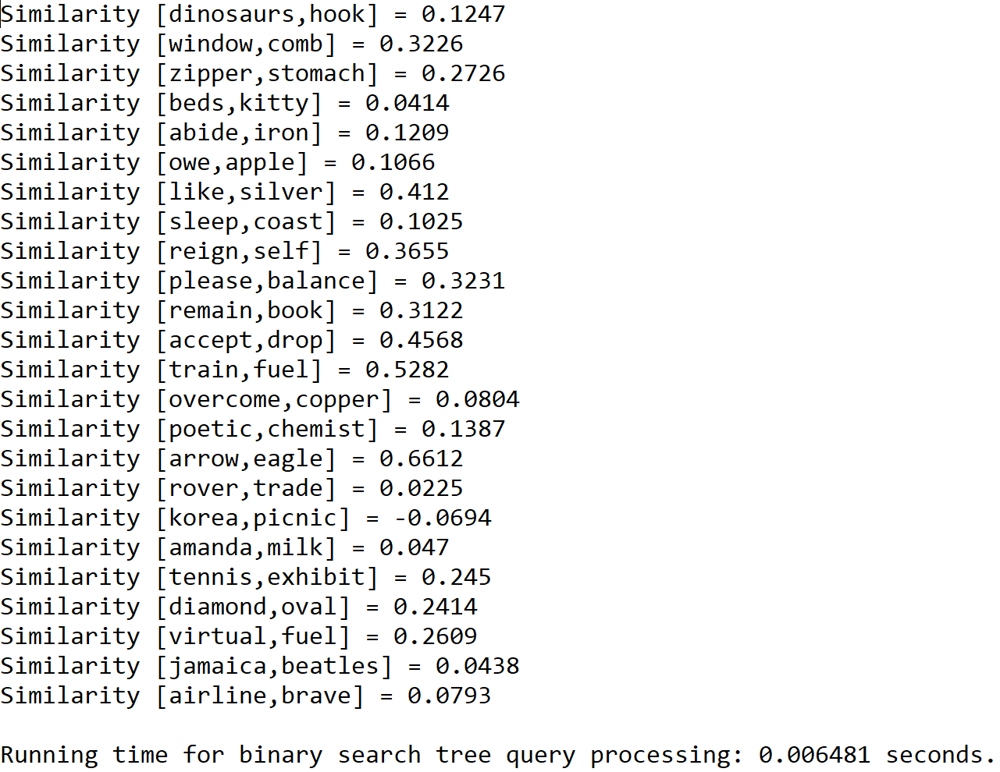 Similarity [dinosaurs,hook] = 0.1247
Similarity [window,comb] = 0.3226
Similarity [zipper,stomach] = 0.2726
Similarity [beds,kitty] = 0.0414
Similarity [abide,iron] = 0.1209
Similarity [owe,apple] = 0.1066
Similarity [like,silver] = 0.412
Similarity [sleep,coast] = 0.1025
Similarity [reign,self] = 0.3655
Similarity [please,balance] = 0.3231
Similarity [remain,book] = 0.3122
Similarity [accept,drop] = 0.4568
Similarity [train,fuel] = 0.5282
Similarity [overcome,copper] = 0.0804
Similarity [poetic,chemist] = 0.1387
Similarity [arrow,eagle] = 0.6612
Similarity [rover,trade] = 0.0225
Similarity [korea,picnic] = -0.0694
Similarity [amanda,milk] = 0.047
Similarity [tennis,exhibit] = 0.245
Similarity [diamond,oval] = 0.2414
Similarity [virtual,fuel] = 0.2609
Similarity [jamaica,beatles] = 0.0438
Similarity [airline,brave] = 0.0793
Running time for binary search tree query processing: 0.006481 seconds.